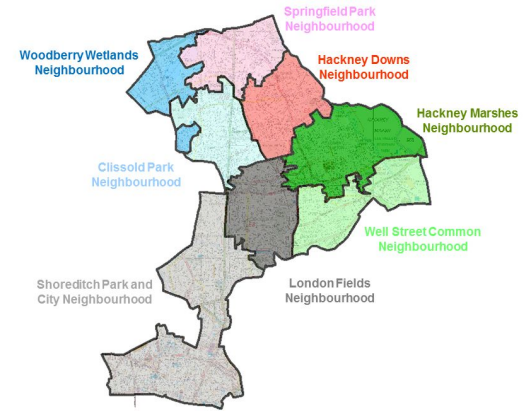 Springfield Park
Neighbourhood
Woodberry Wetlands
Neighbourhood
Hackney Downs
Neighbourhood
Hackney Marshes
Neighbourhood
Clissold Park
Neighbourhood
Well Street Common
Neighbourhood
Shoreditch Park and
City Neighbourhood
London Fields
Neighbourhood